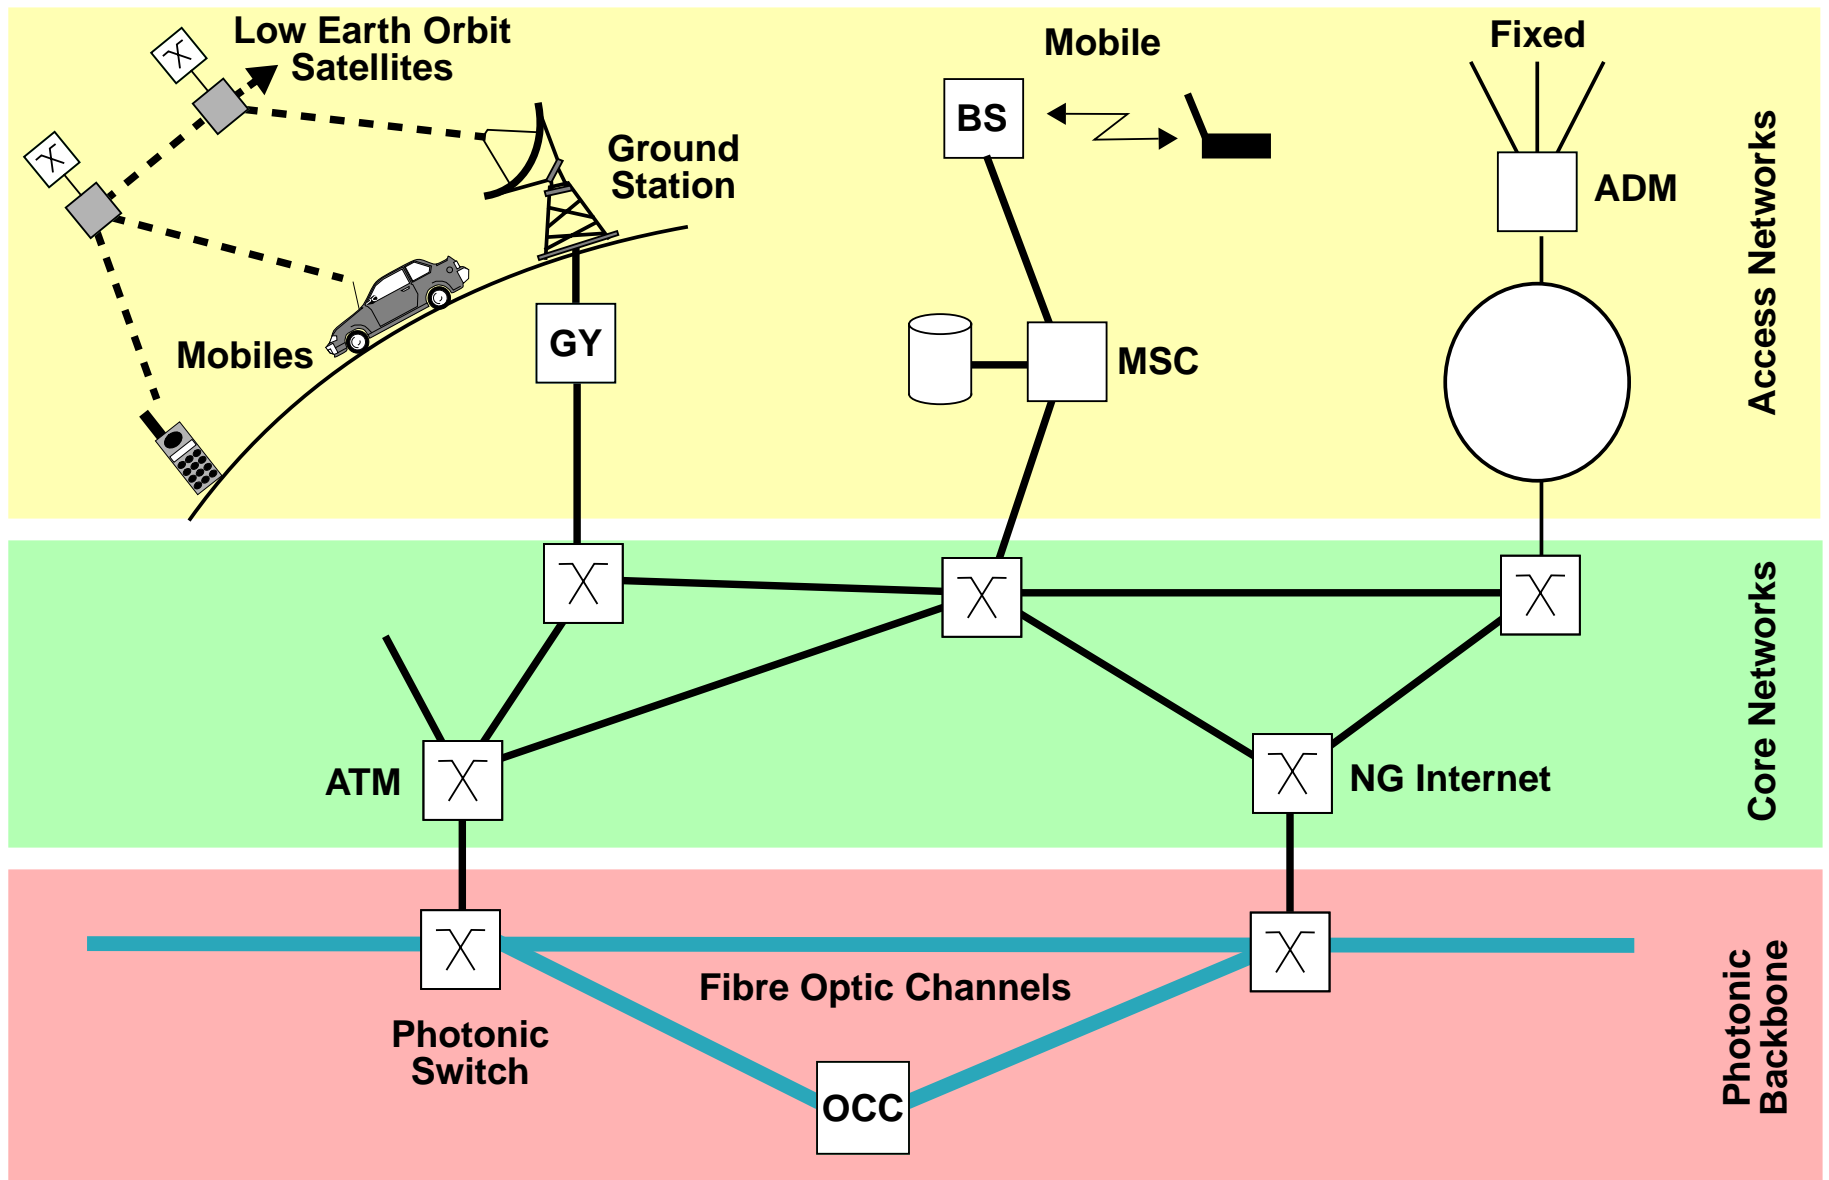 Low Earth Orbit
Satellites
Mobile
Fixed
BS
Ground
Station
ADM
Access Networks
GY
Mobiles
MSC
Core Networks
ATM
NG Internet
Fibre Optic Channels
Photonic
Switch
Photonic
Backbone
OCC